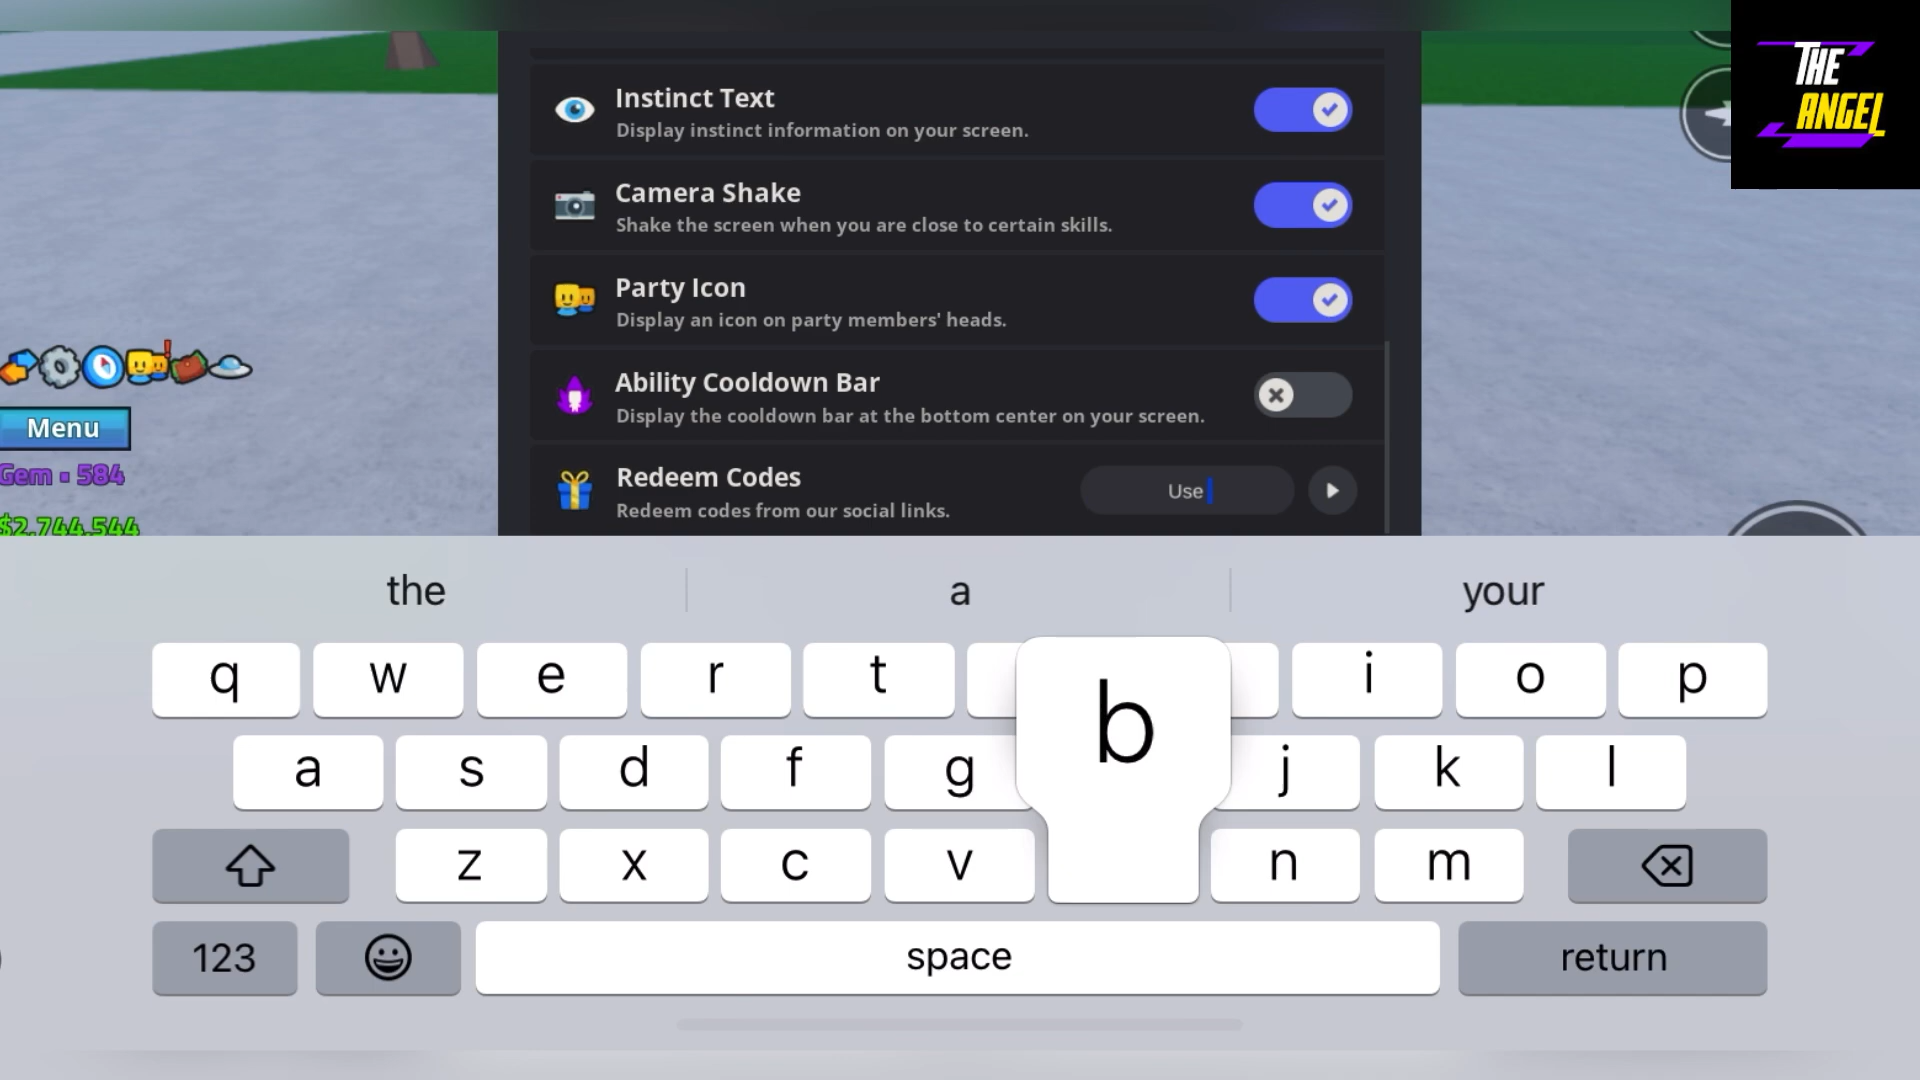 THE
ANGEL
Instinct Text
Display instinct information on your screen.
Camera Shake
Shake the screen when you are close to certain skills.
Party Icon
Display an icon on party members' heads.
Ability Cooldown Bar
Display the cooldown bar at the bottom center on your screen.
Redeem Codes
Redeem codes from our social links.
Use
Menu
Gem ▪ 584
$2,744,544
the a your
q w e r t i o p
b
a s d f g j k l
z x c v n m
123 space return